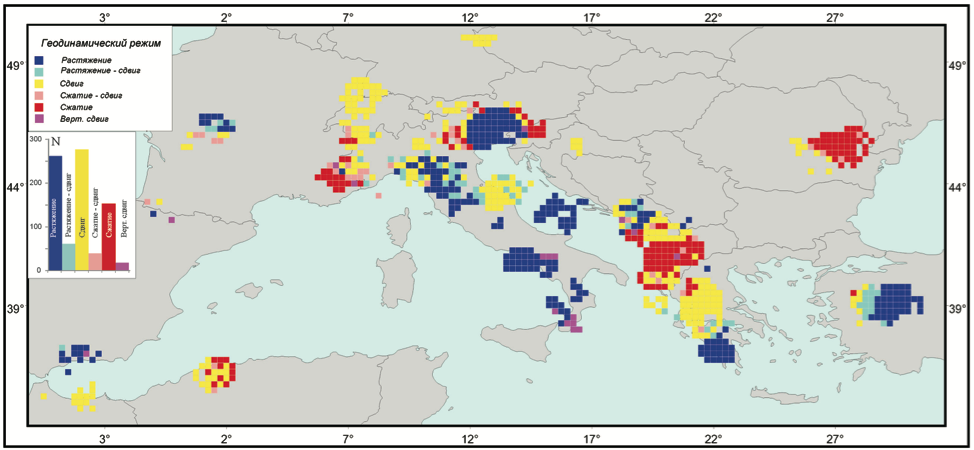 3° 2° 7° 12° 17° 22° 27°
Геодинамический режим
Растяжение
Растяжение - сдвиг
Сдвиг
Сжатие - сдвиг
Сжатие
Верт. сдвиг
49° 49°
300 N
200
100
0
Растяжение
Растяжение - сдвиг
Сдвиг
Сжатие - сдвиг
Сжатие
Верт. сдвиг
44° 44°
39° 39°
3° 2° 7° 12° 17° 22° 27°